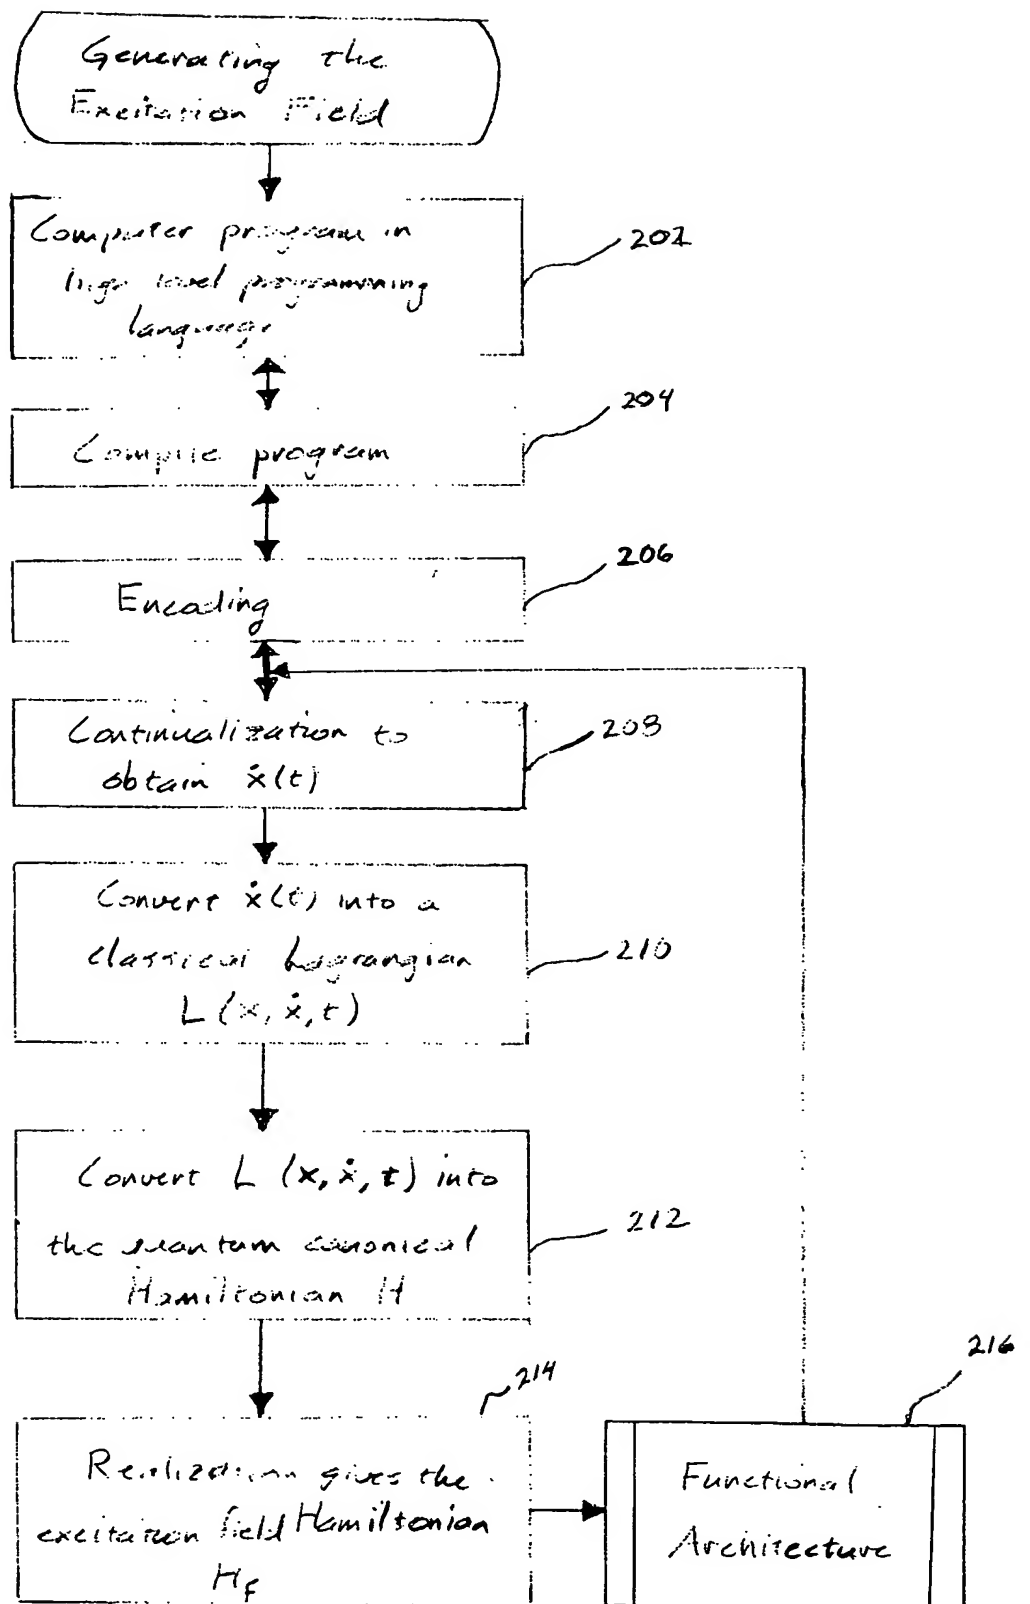 Generating the
Excitation Field
Computer program in
high level programming
language
202
Compile program
204
Encoding
206
Continualization to
obtain ẋ(t)
208
Convert ẋ(t) into a
classical Lagrangian
L (x, ẋ, t)
210
Convert L (x, ẋ, t) into
the quantum canonical
Hamiltonian H
212
214
Realization gives the
excitation field Hamiltonian
H_f
216
Functional
Architecture